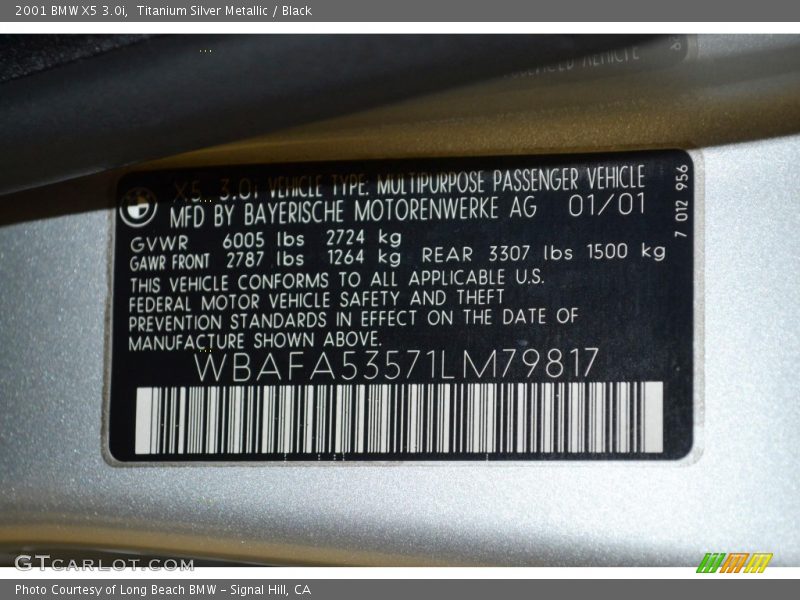 2001 BMW X5 3.0i, Titanium Silver Metallic / Black
X5 3.0i VEHICLE TYPE: MULTIPURPOSE PASSENGER VEHICLE
MFD BY BAYERISCHE MOTORENWERKE AG 01/01
7 012 956
GVWR 6005 lbs 2724 kg
GAWR FRONT 2787 lbs 1264 kg REAR 3307 lbs 1500 kg
THIS VEHICLE CONFORMS TO ALL APPLICABLE U.S.
FEDERAL MOTOR VEHICLE SAFETY AND THEFT
PREVENTION STANDARDS IN EFFECT ON THE DATE OF
MANUFACTURE SHOWN ABOVE.
WBAFA53571LM79817
GTCARLOT.COM
Photo Courtesy of Long Beach BMW - Signal Hill, CA